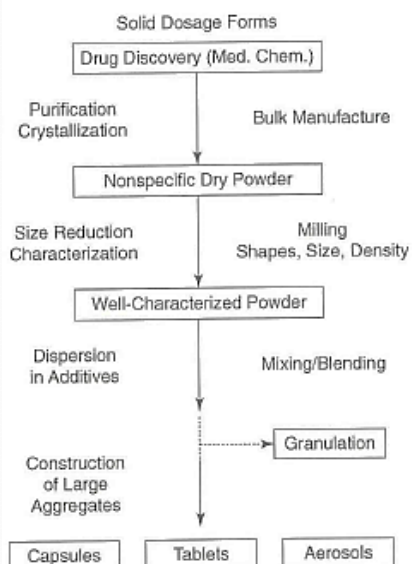 Solid Dosage Forms
Drug Discovery (Med. Chem.)
Purification
Crystallization
Bulk Manufacture
Nonspecific Dry Powder
Size Reduction
Characterization
Milling
Shapes, Size, Density
Well-Characterized Powder
Dispersion
in Additives
Mixing/Blending
Granulation
Construction
of Large
Aggregates
Capsules
Tablets
Aerosols